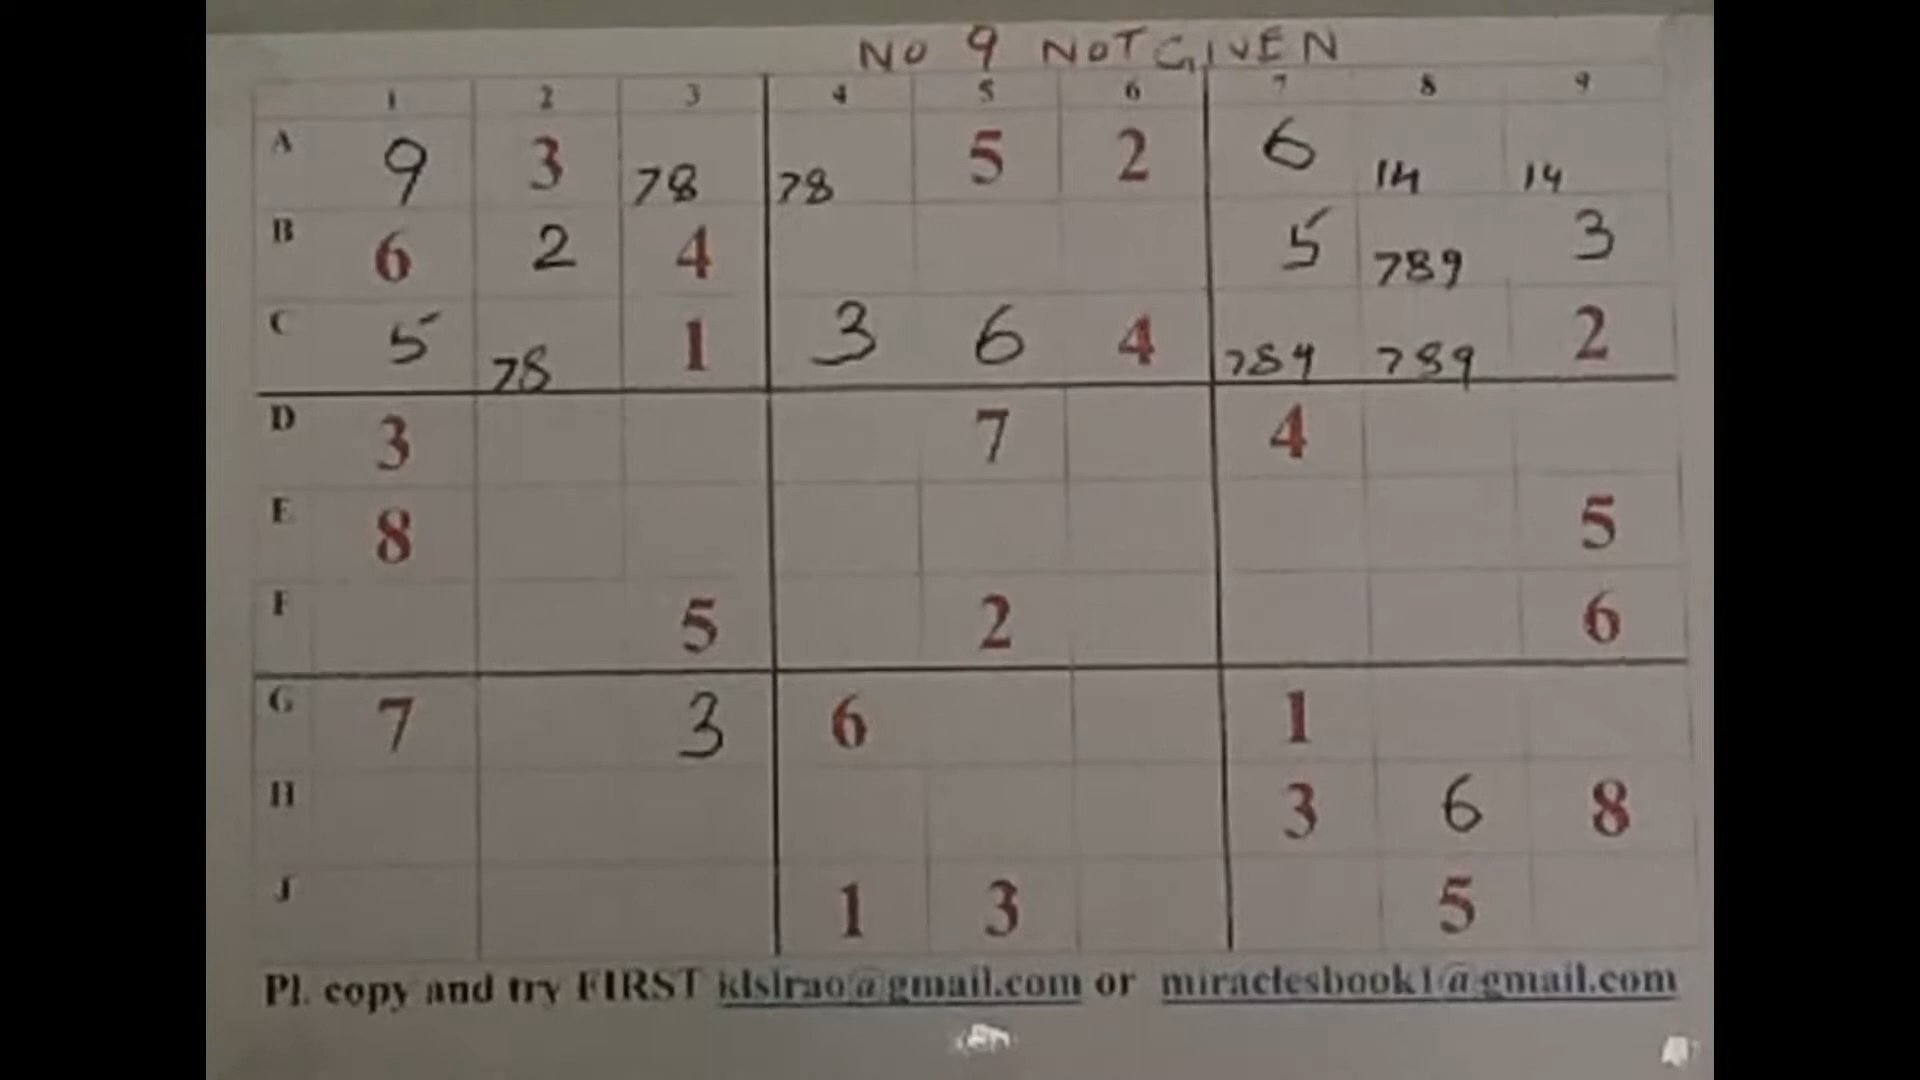 NO 9 NOT GIVEN
1 2 3 4 5 6 7 8 9
A 9 3 78 78 5 2 6 14 14
B 6 2 4 5 789 3
C 5 78 1 3 6 4 789 789 2
D 3 7 4
E 8 5
F 5 2 6
G 7 3 6 1
H 3 6 8
J 1 3 5
Pl. copy and try FIRST klslrao@gmail.com or miraclesbook1@gmail.com